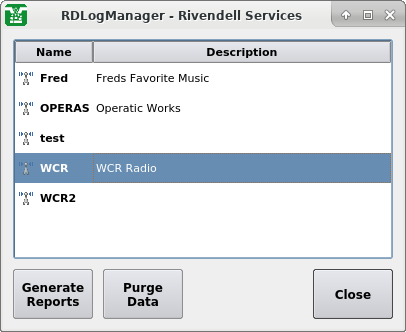 RDLogManager - Rivendell Services
Name Description
Fred Freds Favorite Music
OPERAS Operatic Works
test
WCR WCR Radio
WCR2
Generate Reports
Purge Data
Close